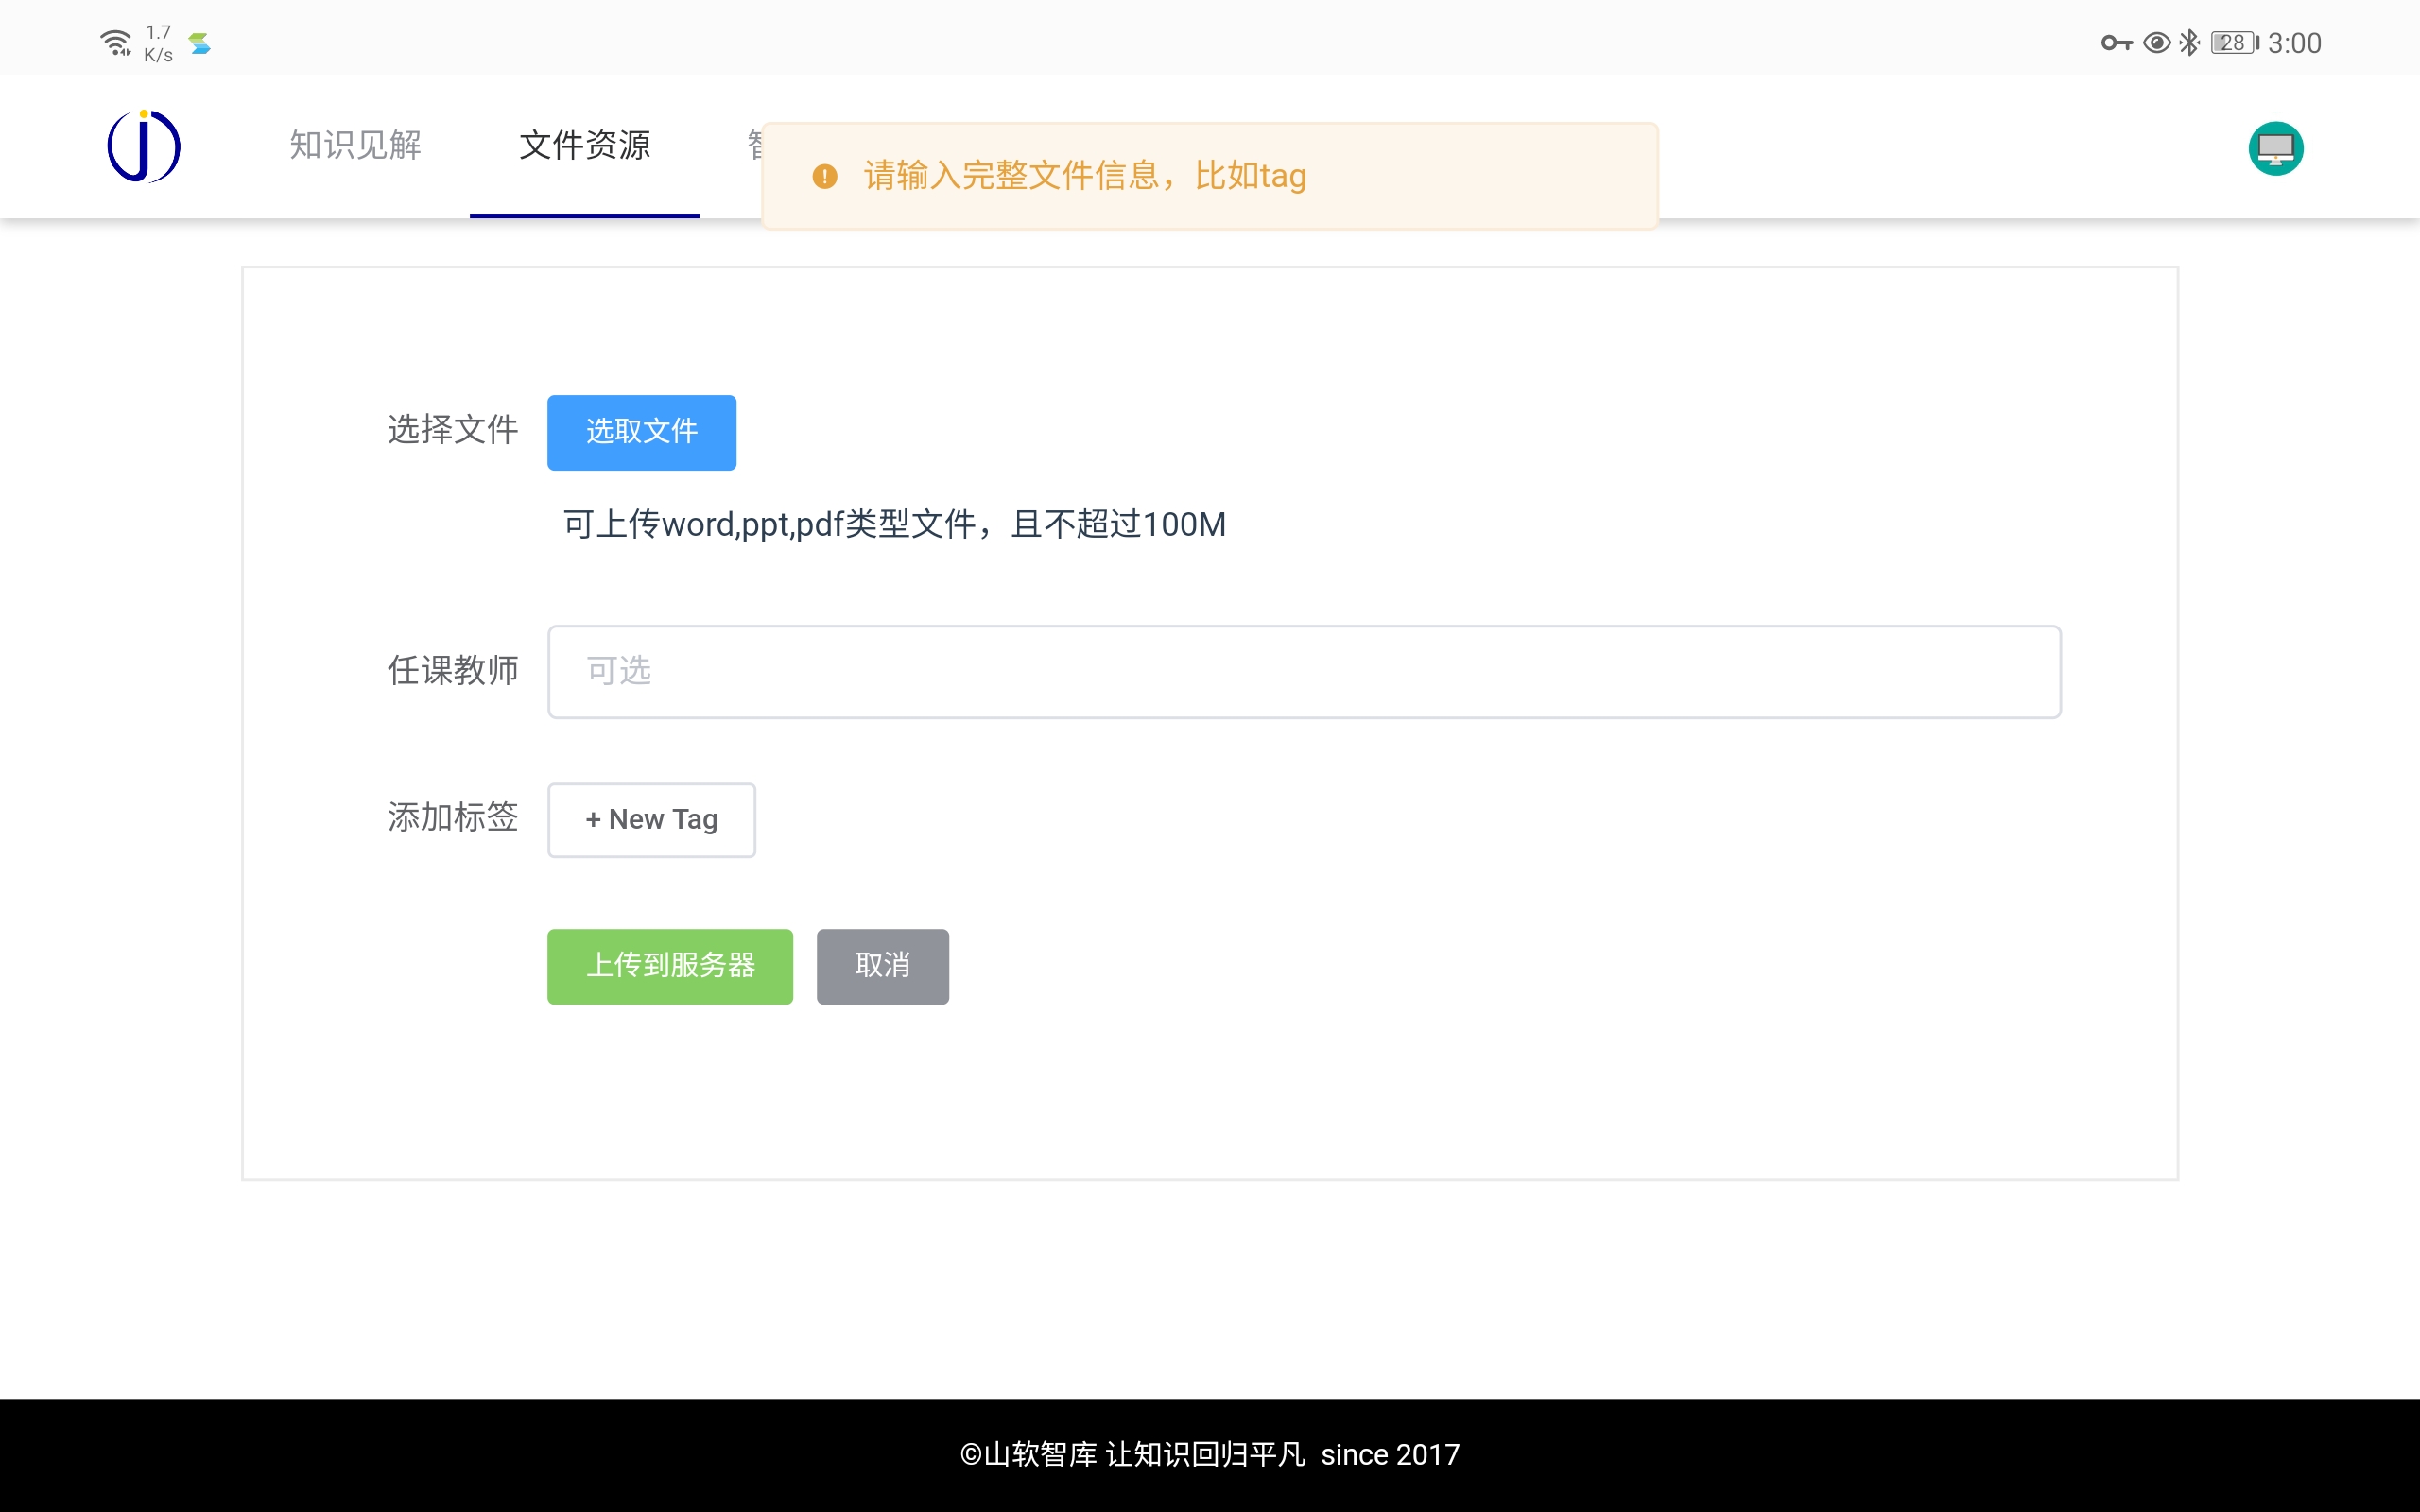 1.7
K/s
28 3:00
知识见解
文件资源
请输入完整文件信息，比如tag
选择文件
选取文件
可上传word,ppt,pdf类型文件，且不超过100M
任课教师
可选
添加标签
+ New Tag
上传到服务器
取消
©山软智库 让知识回归平凡 since 2017